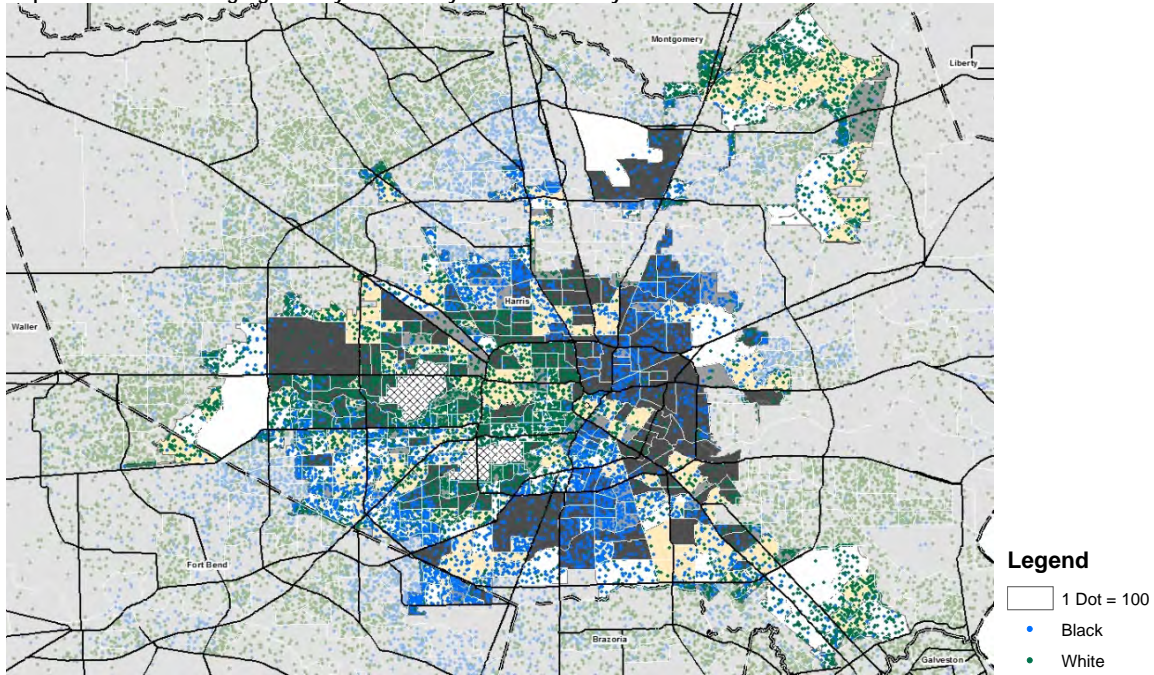 Montgomery
Liberty
Harris
Waller
Fort Bend
Brazoria
Galveston
Legend
1 Dot = 100
Black
White